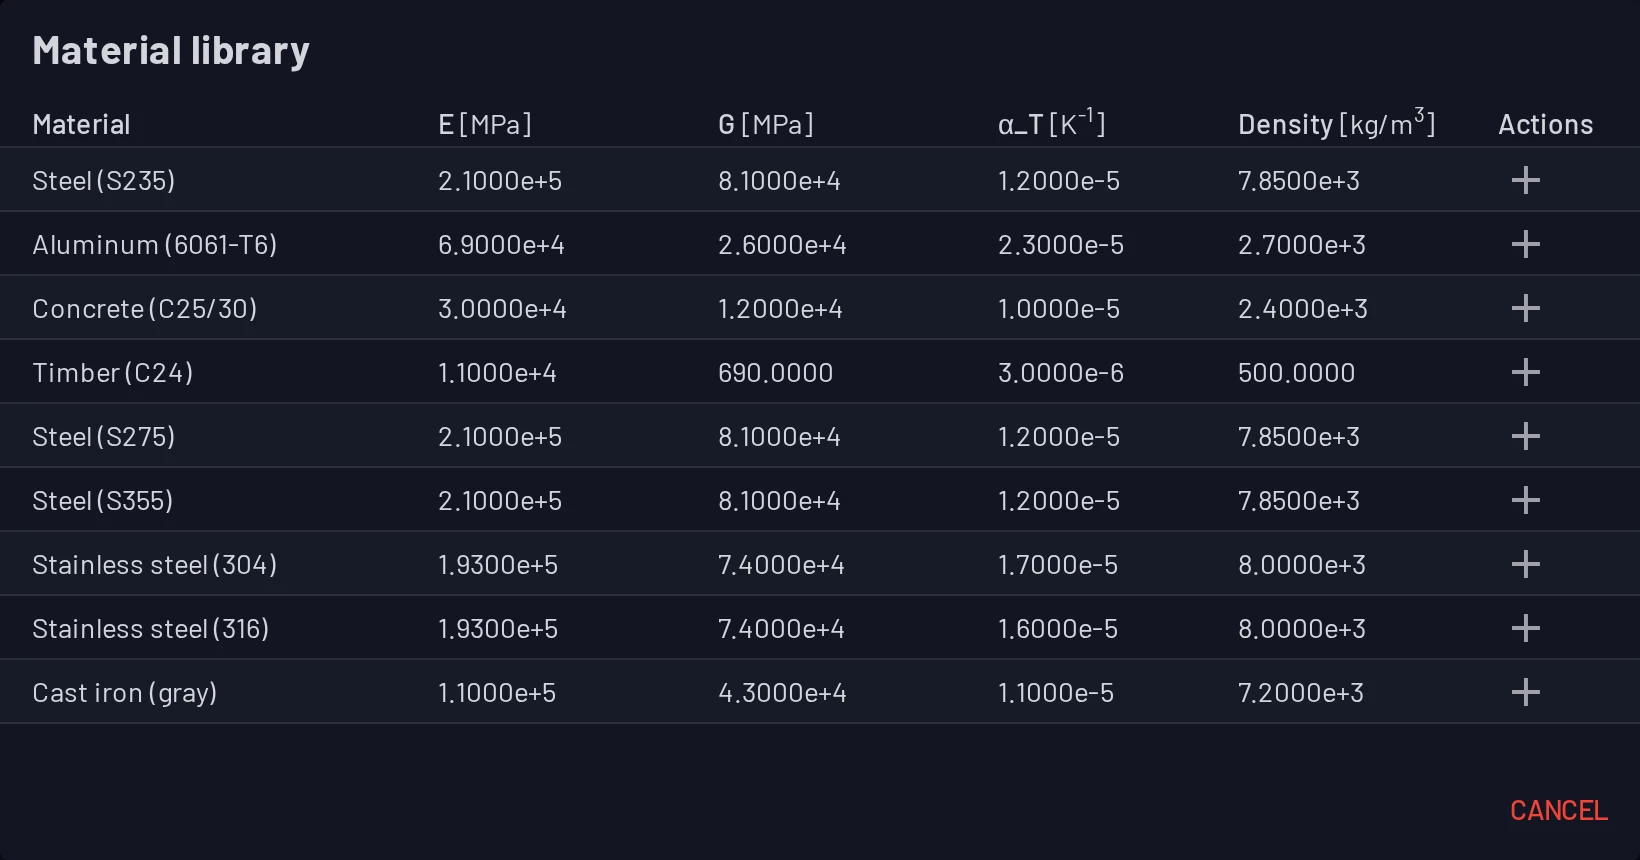 Material library
Material E [MPa] G [MPa] α_T [K⁻¹] Density [kg/m³] Actions
Steel (S235) 2.1000e+5 8.1000e+4 1.2000e-5 7.8500e+3
Aluminum (6061-T6) 6.9000e+4 2.6000e+4 2.3000e-5 2.7000e+3
Concrete (C25/30) 3.0000e+4 1.2000e+4 1.0000e-5 2.4000e+3
Timber (C24) 1.1000e+4 690.0000 3.0000e-6 500.0000
Steel (S275) 2.1000e+5 8.1000e+4 1.2000e-5 7.8500e+3
Steel (S355) 2.1000e+5 8.1000e+4 1.2000e-5 7.8500e+3
Stainless steel (304) 1.9300e+5 7.4000e+4 1.7000e-5 8.0000e+3
Stainless steel (316) 1.9300e+5 7.4000e+4 1.6000e-5 8.0000e+3
Cast iron (gray) 1.1000e+5 4.3000e+4 1.1000e-5 7.2000e+3
CANCEL